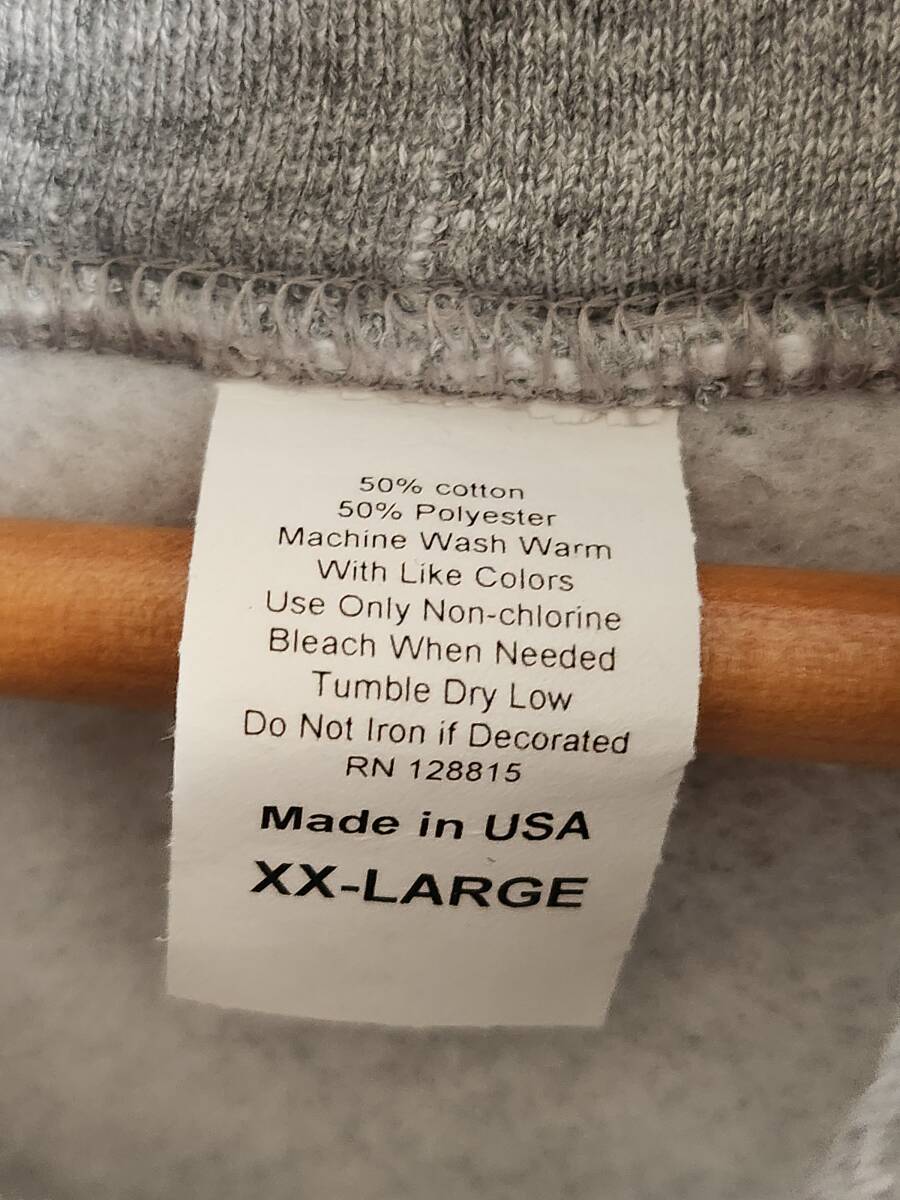 50% cotton
50% Polyester
Machine Wash Warm
With Like Colors
Use Only Non-chlorine
Bleach When Needed
Tumble Dry Low
Do Not Iron if Decorated
RN 128815
Made in USA
XX-LARGE